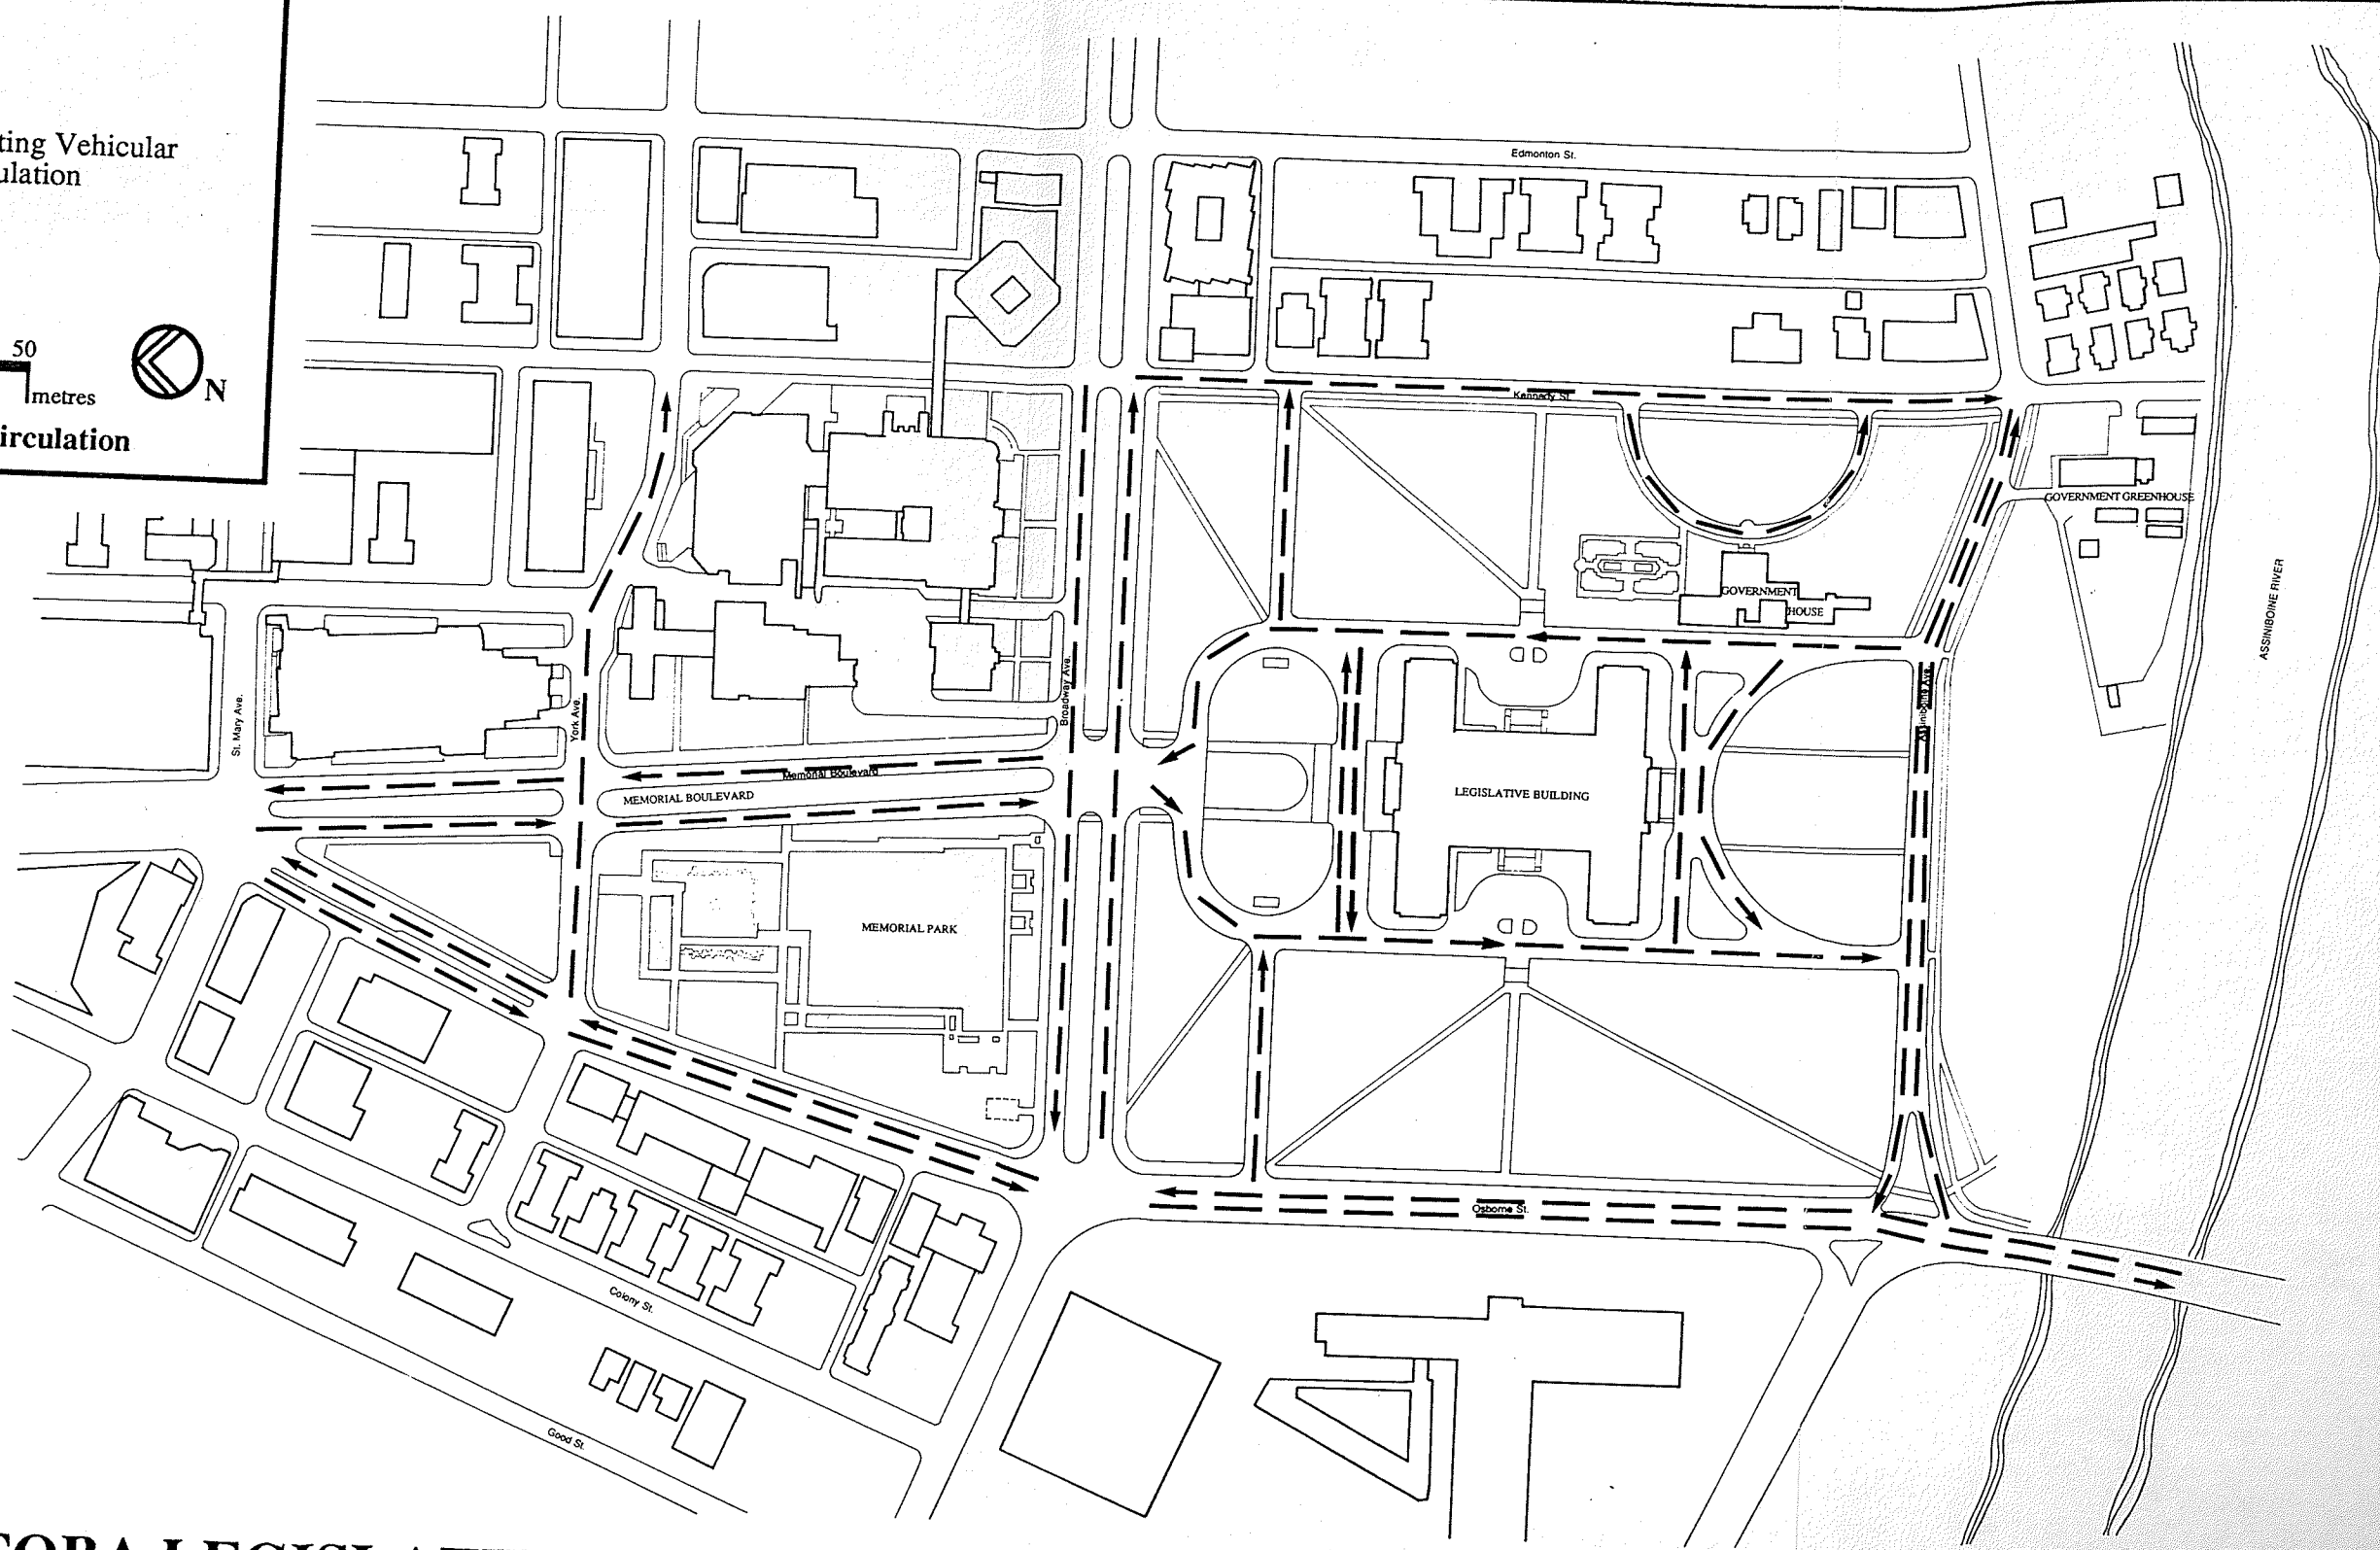 ting Vehicular
ulation
50
metres
N
irculation
Edmonton St.
Kennedy St.
GOVERNMENT GREENHOUSE
ASSINIBOINE RIVER
GOVERNMENT
HOUSE
St. Mary Ave.
York Ave.
Broadway Ave.
Assiniboine Ave.
Memorial Boulevard
MEMORIAL BOULEVARD
LEGISLATIVE BUILDING
MEMORIAL PARK
Osborne St.
Colony St.
Good St.